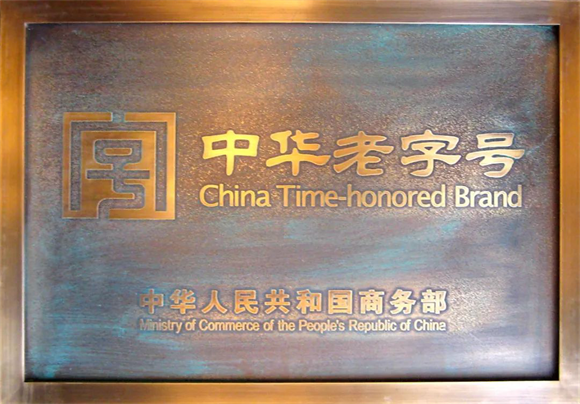 中华老字号
China Time-honored Brand
中华人民共和国商务部
Ministry of Commerce of the People's Republic of China